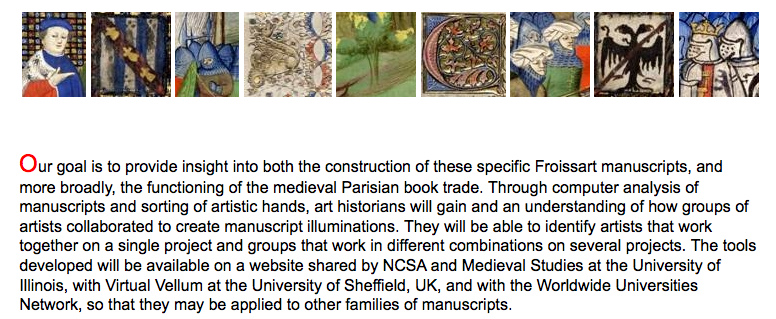 Our goal is to provide insight into both the construction of these specific Froissart manuscripts, and
more broadly, the functioning of the medieval Parisian book trade. Through computer analysis of
manuscripts and sorting of artistic hands, art historians will gain and an understanding of how groups of
artists collaborated to create manuscript illuminations. They will be able to identify artists that work
together on a single project and groups that work in different combinations on several projects. The tools
developed will be available on a website shared by NCSA and Medieval Studies at the University of
Illinois, with Virtual Vellum at the University of Sheffield, UK, and with the Worldwide Universities
Network, so that they may be applied to other families of manuscripts.